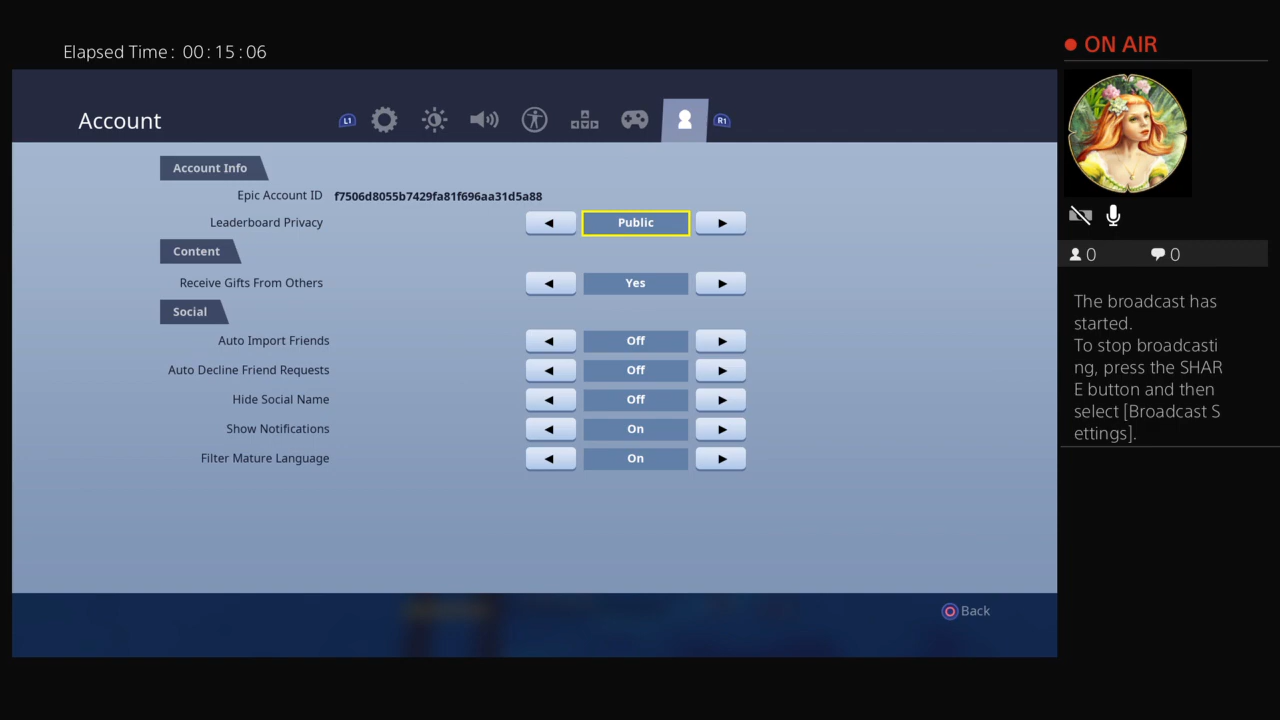 Elapsed Time: 00:15:06
ON AIR
Account
L1
R1
Account Info
Epic Account ID f7506d8055b7429fa81f696aa31d5a88
Leaderboard Privacy Public
Content
Receive Gifts From Others Yes
Social
Auto Import Friends Off
Auto Decline Friend Requests Off
Hide Social Name Off
Show Notifications On
Filter Mature Language On
Back
0 0
The broadcast has
started.
To stop broadcasti
ng, press the SHAR
E button and then
select [Broadcast S
ettings].